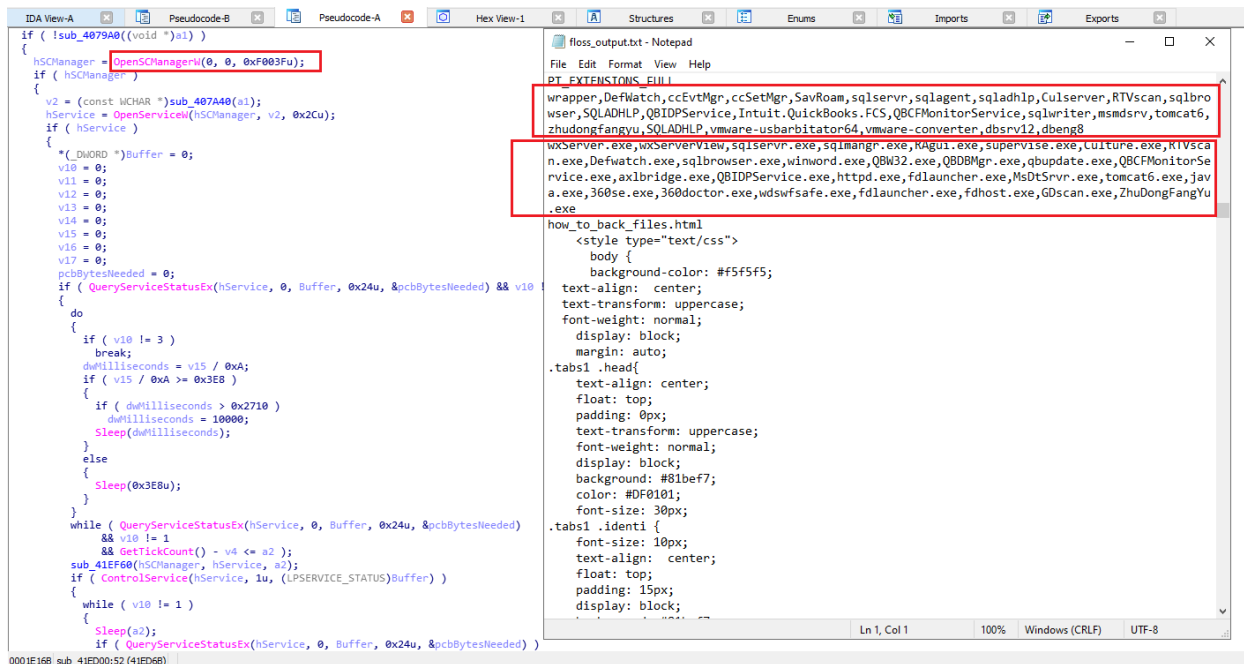 IDA View-A Pseudocode-B Pseudocode-A Hex View-1 Structures Enums Imports Exports
if ( !sub_4079A0((void *)a1) )
{
hSCManager = OpenSCManagerW(0, 0, 0xF003Fu);
if ( hSCManager )
{
v2 = (const WCHAR *)sub_407A40(a1);
hService = OpenServiceW(hSCManager, v2, 0x2Cu);
if ( hService )
{
*(_DWORD *)Buffer = 0;
v10 = 0;
v11 = 0;
v12 = 0;
v13 = 0;
v14 = 0;
v15 = 0;
v16 = 0;
v17 = 0;
pcbBytesNeeded = 0;
if ( QueryServiceStatusEx(hService, 0, Buffer, 0x24u, &pcbBytesNeeded) && v10 !
{
do
{
if ( v10 != 3 )
break;
dwMilliseconds = v15 / 0xA;
if ( v15 / 0xA >= 0x3E8 )
{
if ( dwMilliseconds > 0x2710 )
dwMilliseconds = 10000;
Sleep(dwMilliseconds);
}
else
{
Sleep(0x3E8u);
}
}
while ( QueryServiceStatusEx(hService, 0, Buffer, 0x24u, &pcbBytesNeeded)
&& v10 != 1
&& GetTickCount() - v4 <= a2 );
sub_41EF60(hSCManager, hService, a2);
if ( ControlService(hService, 1u, (LPSERVICE_STATUS)Buffer) )
{
while ( v10 != 1 )
{
Sleep(a2);
if ( QueryServiceStatusEx(hService, 0, Buffer, 0x24u, &pcbBytesNeeded) )
0001E16B sub_41ED00:52 (41ED6B)
floss_output.txt - Notepad
File Edit Format View Help
PT_EXTENSIONS_FULL
wrapper,DefWatch,ccEvtMgr,ccSetMgr,SavRoam,sqlservr,sqlagent,sqladhlp,Culserver,RTVscan,sqlbro
wser,SQLADHLP,QBIDPService,Intuit.QuickBooks.FCS,QBCFMonitorService,sqlwriter,msmdsrv,tomcat6,
zhudongfangyu,SQLADHLP,vmware-usbarbitator64,vmware-converter,dbsrv12,dbeng8
wxServer.exe,wxServerView,sqlservr.exe,sqlmangr.exe,RAgui.exe,supervise.exe,Culture.exe,RTVsca
n.exe,Defwatch.exe,sqlbrowser.exe,winword.exe,QBW32.exe,QBDBMgr.exe,qbupdate.exe,QBCFMonitorSe
rvice.exe,axlbridge.exe,QBIDPService.exe,httpd.exe,fdlauncher.exe,MsDtSrvr.exe,tomcat6.exe,jav
a.exe,360se.exe,360doctor.exe,wdswfsafe.exe,fdlauncher.exe,fdhost.exe,GDscan.exe,ZhuDongFangYu
.exe
how_to_back_files.html
<style type="text/css">
body {
background-color: #f5f5f5;
text-align: center;
text-transform: uppercase;
font-weight: normal;
display: block;
margin: auto;
.tabs1 .head{
text-align: center;
float: top;
padding: 0px;
text-transform: uppercase;
font-weight: normal;
display: block;
background: #81bef7;
color: #DF0101;
font-size: 30px;
.tabs1 .identi {
font-size: 10px;
text-align: center;
float: top;
padding: 15px;
display: block;
Ln 1, Col 1 100% Windows (CRLF) UTF-8